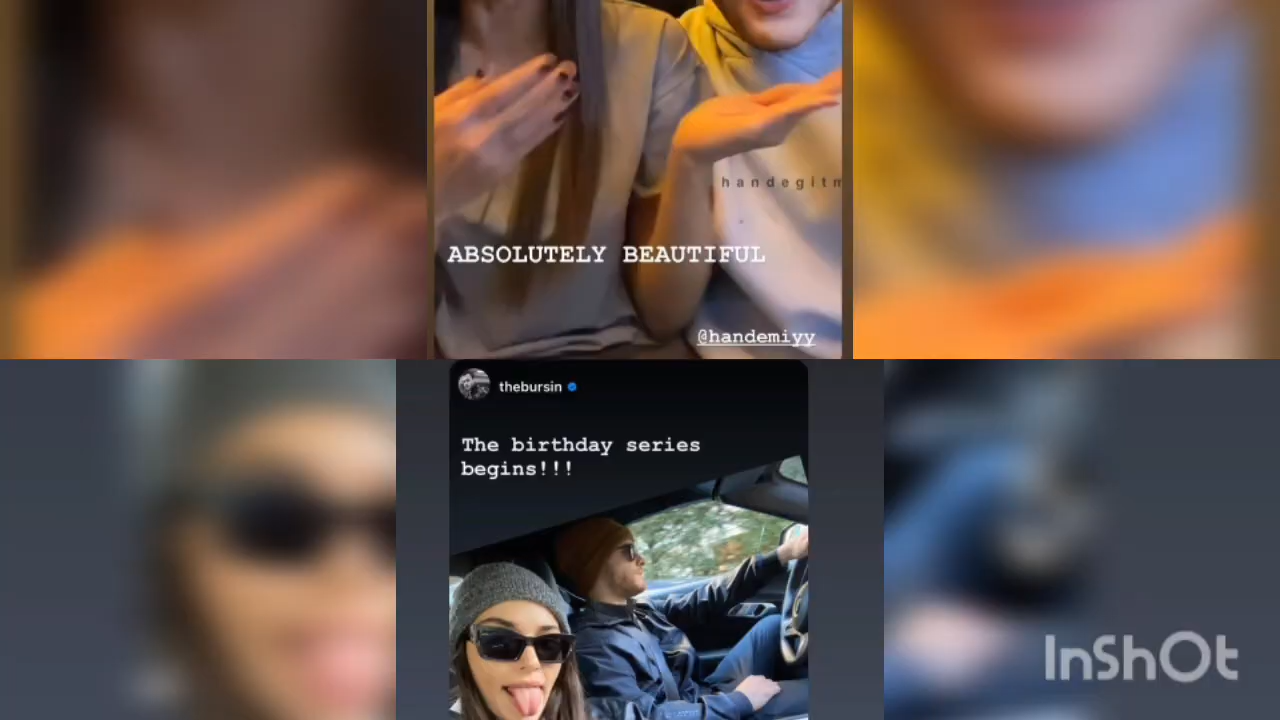 handegitm
ABSOLUTELY BEAUTIFUL
@handemiyy
thebursin
The birthday series
begins!!!
InShOt